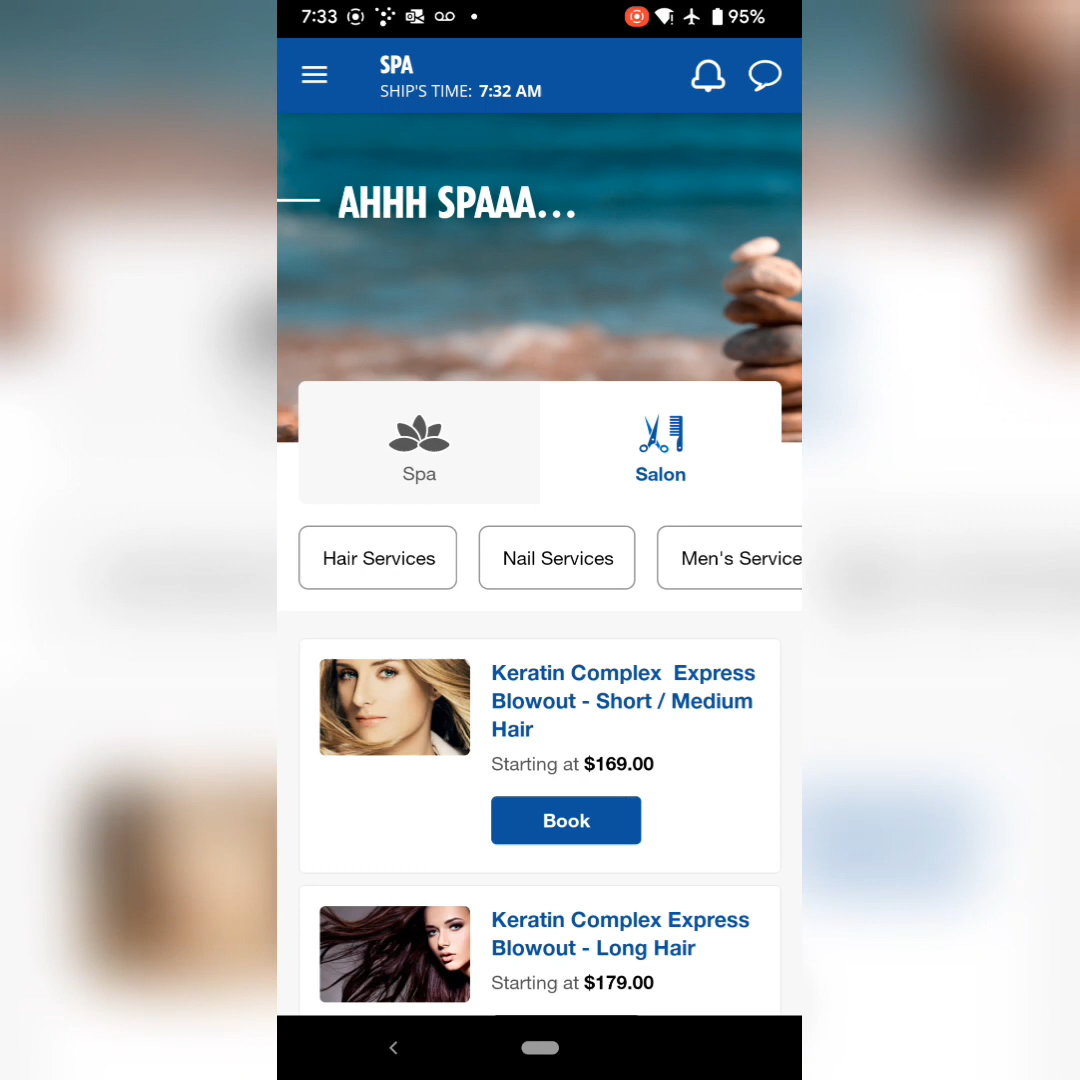 7:33
95%
SPA
SHIP'S TIME: 7:32 AM
AHHH SPAAA...
Spa
Salon
Hair Services
Nail Services
Men's Service
Keratin Complex  Express
Blowout - Short / Medium
Hair
Starting at $169.00
Book
Keratin Complex Express
Blowout - Long Hair
Starting at $179.00